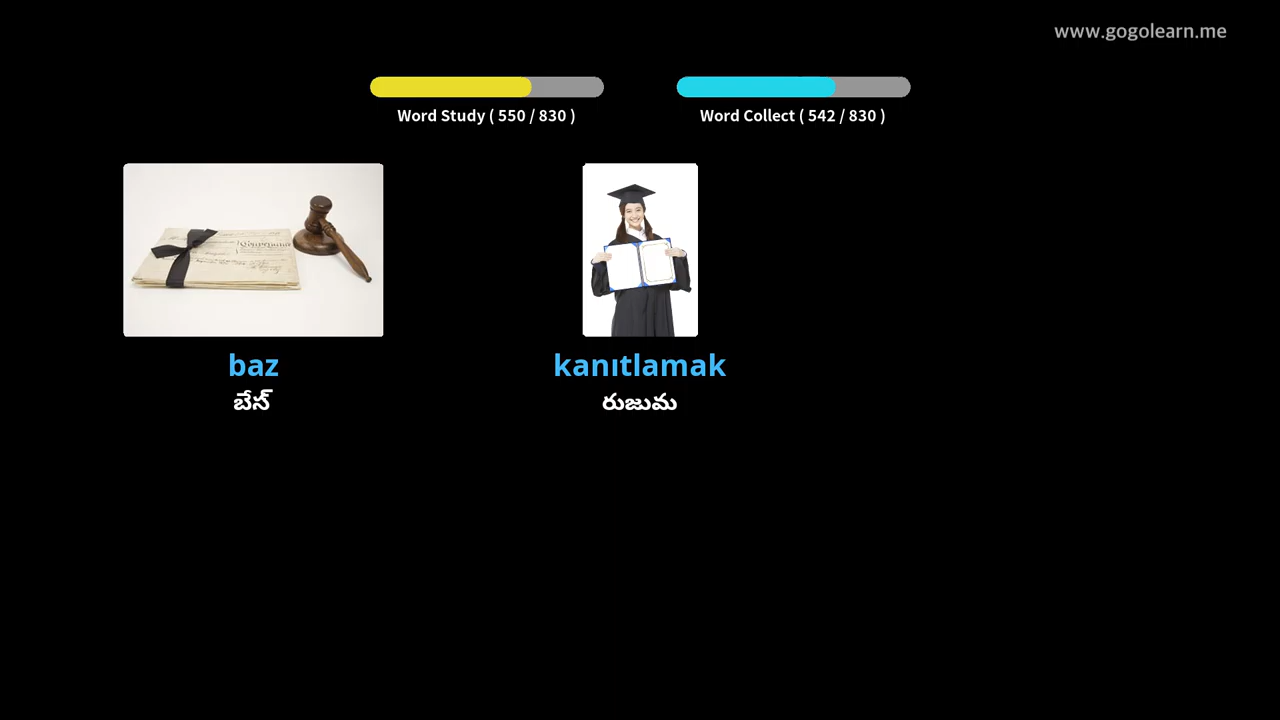 www.gogolearn.me
Word Study ( 550 / 830 )
Word Collect ( 542 / 830 )
baz
బేస్
kanıtlamak
రుజుమ